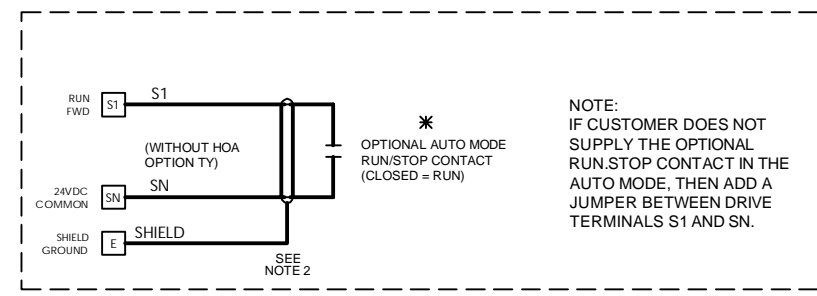 RUN
FWD
S1
S1
(WITHOUT HOA
OPTION TY)
24VDC
COMMON
SN
SN
SHIELD
GROUND
E
SHIELD
SEE
NOTE 2
OPTIONAL AUTO MODE
RUN/STOP CONTACT
(CLOSED = RUN)
NOTE:
IF CUSTOMER DOES NOT
SUPPLY THE OPTIONAL
RUN.STOP CONTACT IN THE
AUTO MODE, THEN ADD A
JUMPER BETWEEN DRIVE
TERMINALS S1 AND SN.